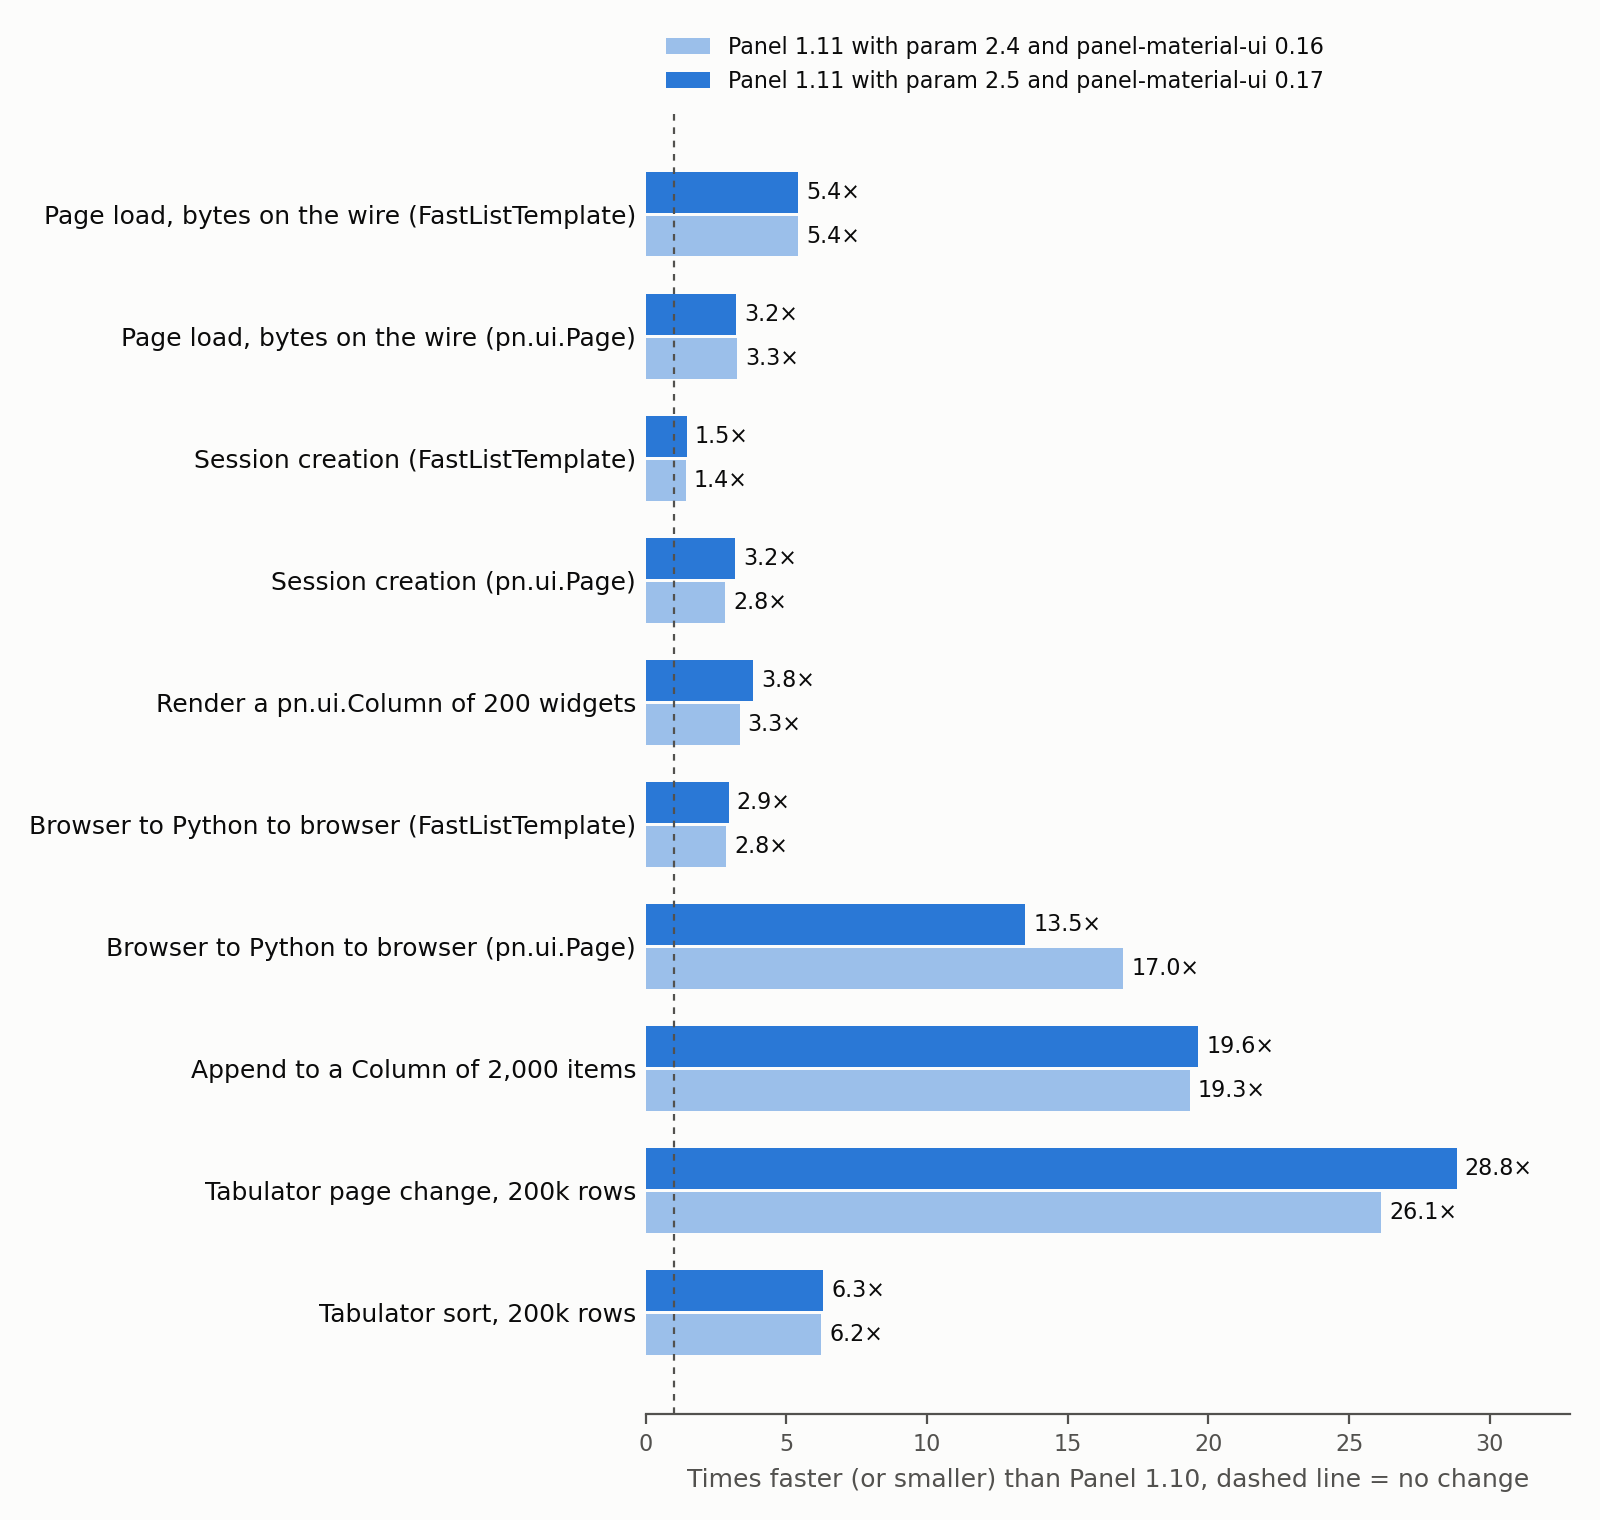 Panel 1.11 with param 2.4 and panel-material-ui 0.16
Panel 1.11 with param 2.5 and panel-material-ui 0.17
Page load, bytes on the wire (FastListTemplate)
5.4×
5.4×
Page load, bytes on the wire (pn.ui.Page)
3.2×
3.3×
Session creation (FastListTemplate)
1.5×
1.4×
Session creation (pn.ui.Page)
3.2×
2.8×
Render a pn.ui.Column of 200 widgets
3.8×
3.3×
Browser to Python to browser (FastListTemplate)
2.9×
2.8×
Browser to Python to browser (pn.ui.Page)
13.5×
17.0×
Append to a Column of 2,000 items
19.6×
19.3×
Tabulator page change, 200k rows
28.8×
26.1×
Tabulator sort, 200k rows
6.3×
6.2×
0 5 10 15 20 25 30
Times faster (or smaller) than Panel 1.10, dashed line = no change